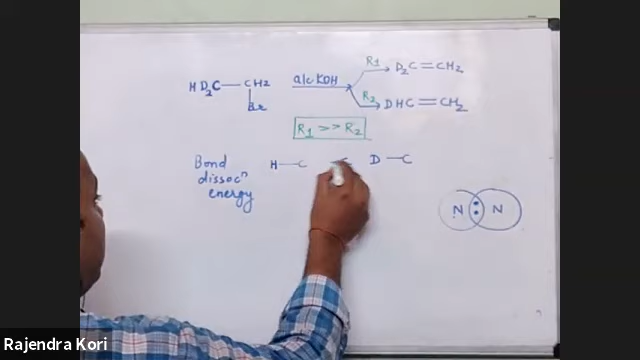 HD₂C — CH₂
Br
alc KOH
R₁ D₂C = CH₂
R₂ DHC = CH₂
R₁ >> R₂
Bond
dissocⁿ
energy
H — C < D — C
N : N
Rajendra Kori